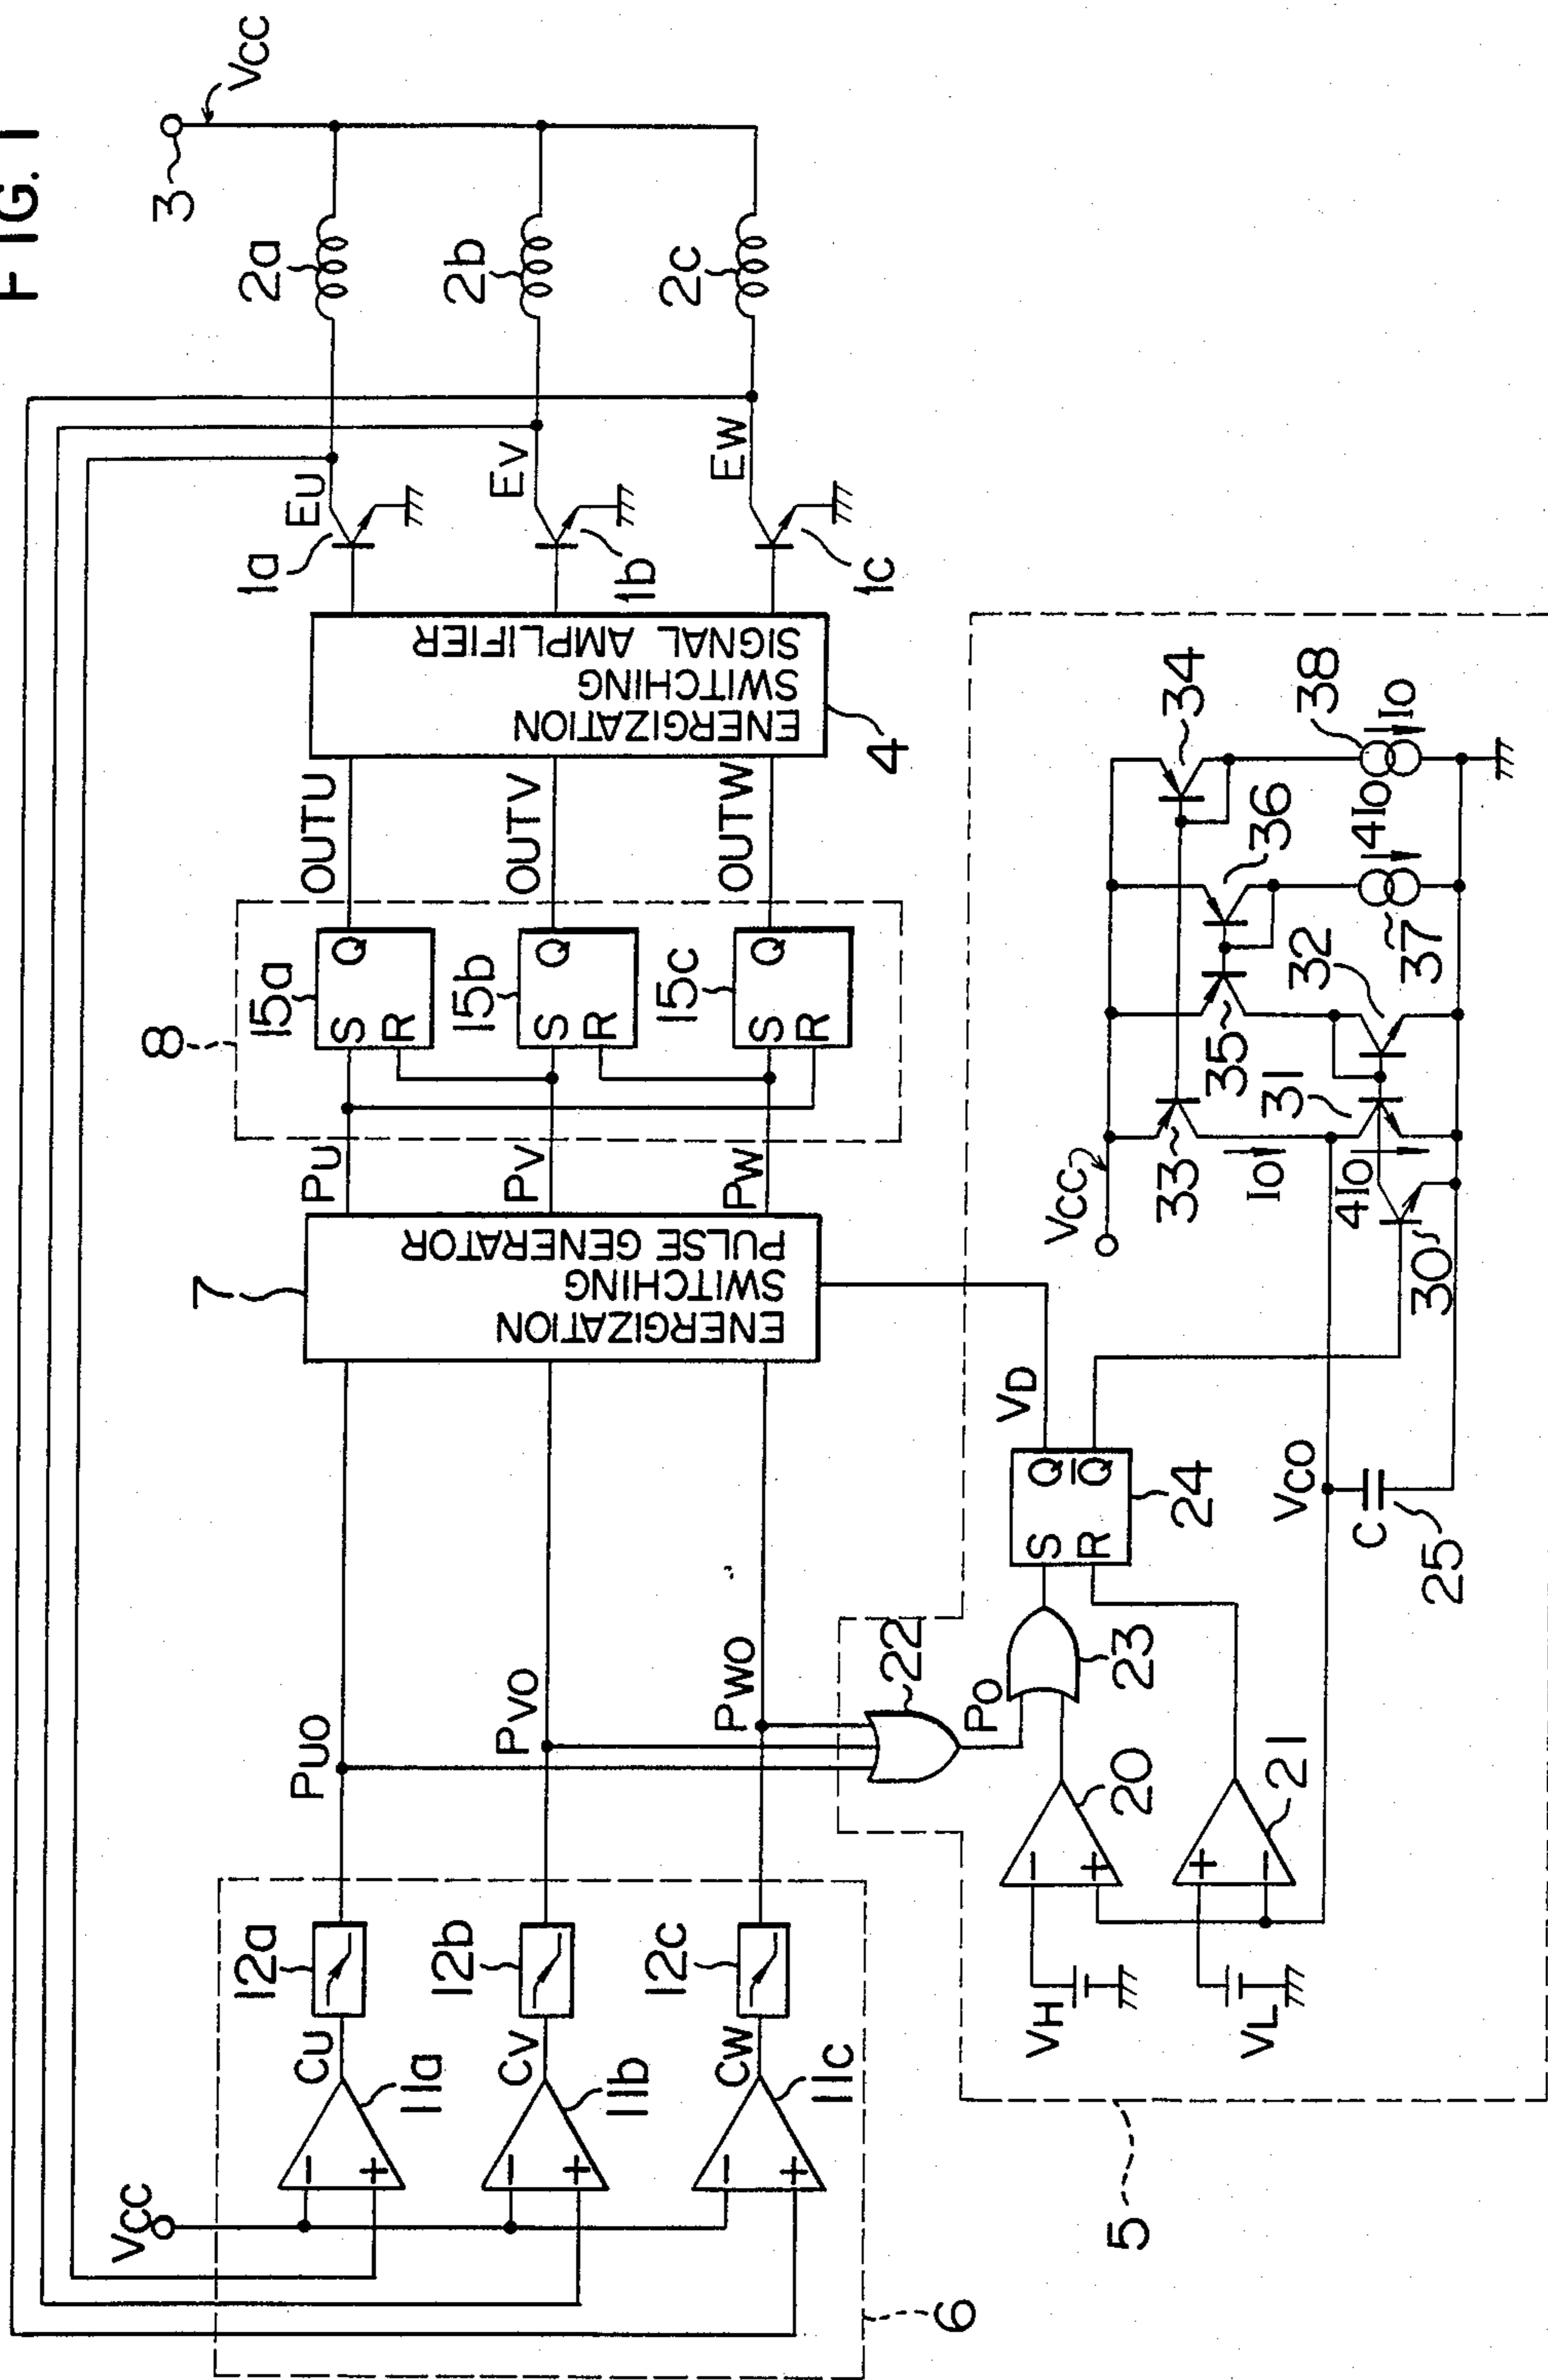 FIG. 1
3
VCC
2a
2b
2c
EU
EV
EW
1a
1b
1c
ENERGIZATION
SWITCHING
SIGNAL AMPLIFIER
4
OUTU
OUTV
OUTW
8
15a
S
R
Q
15b
S
R
Q
15c
S
R
Q
PU
PV
PW
7
ENERGIZATION
SWITCHING
PULSE GENERATOR
PUO
PVO
PWO
12a
12b
12c
CU
CV
CW
11a
11b
11c
−
+
−
+
−
+
VCC
6
22
PO
23
VD
S
R
Q
Q̅
24
20
21
−
+
+
−
VH
VL
5
VCO
C
25
VCC
30
31
32
33
34
35
36
37
38
IO
4IO
4IO
IO